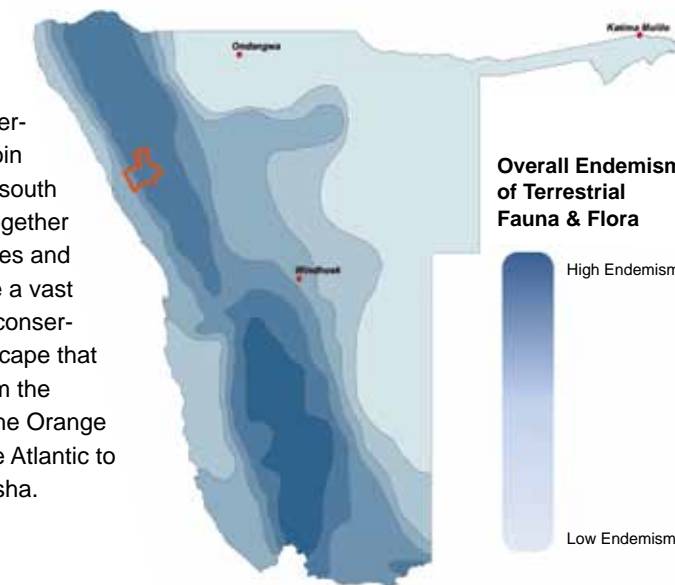 er-
bin
south
ogether
es and
e a vast
conser-
cape that
m the
he Orange
e Atlantic to
sha.
Ondangwa
Katima Mulilo
Windhoek
Overall Endemism
of Terrestrial
Fauna & Flora
High Endemism
Low Endemism